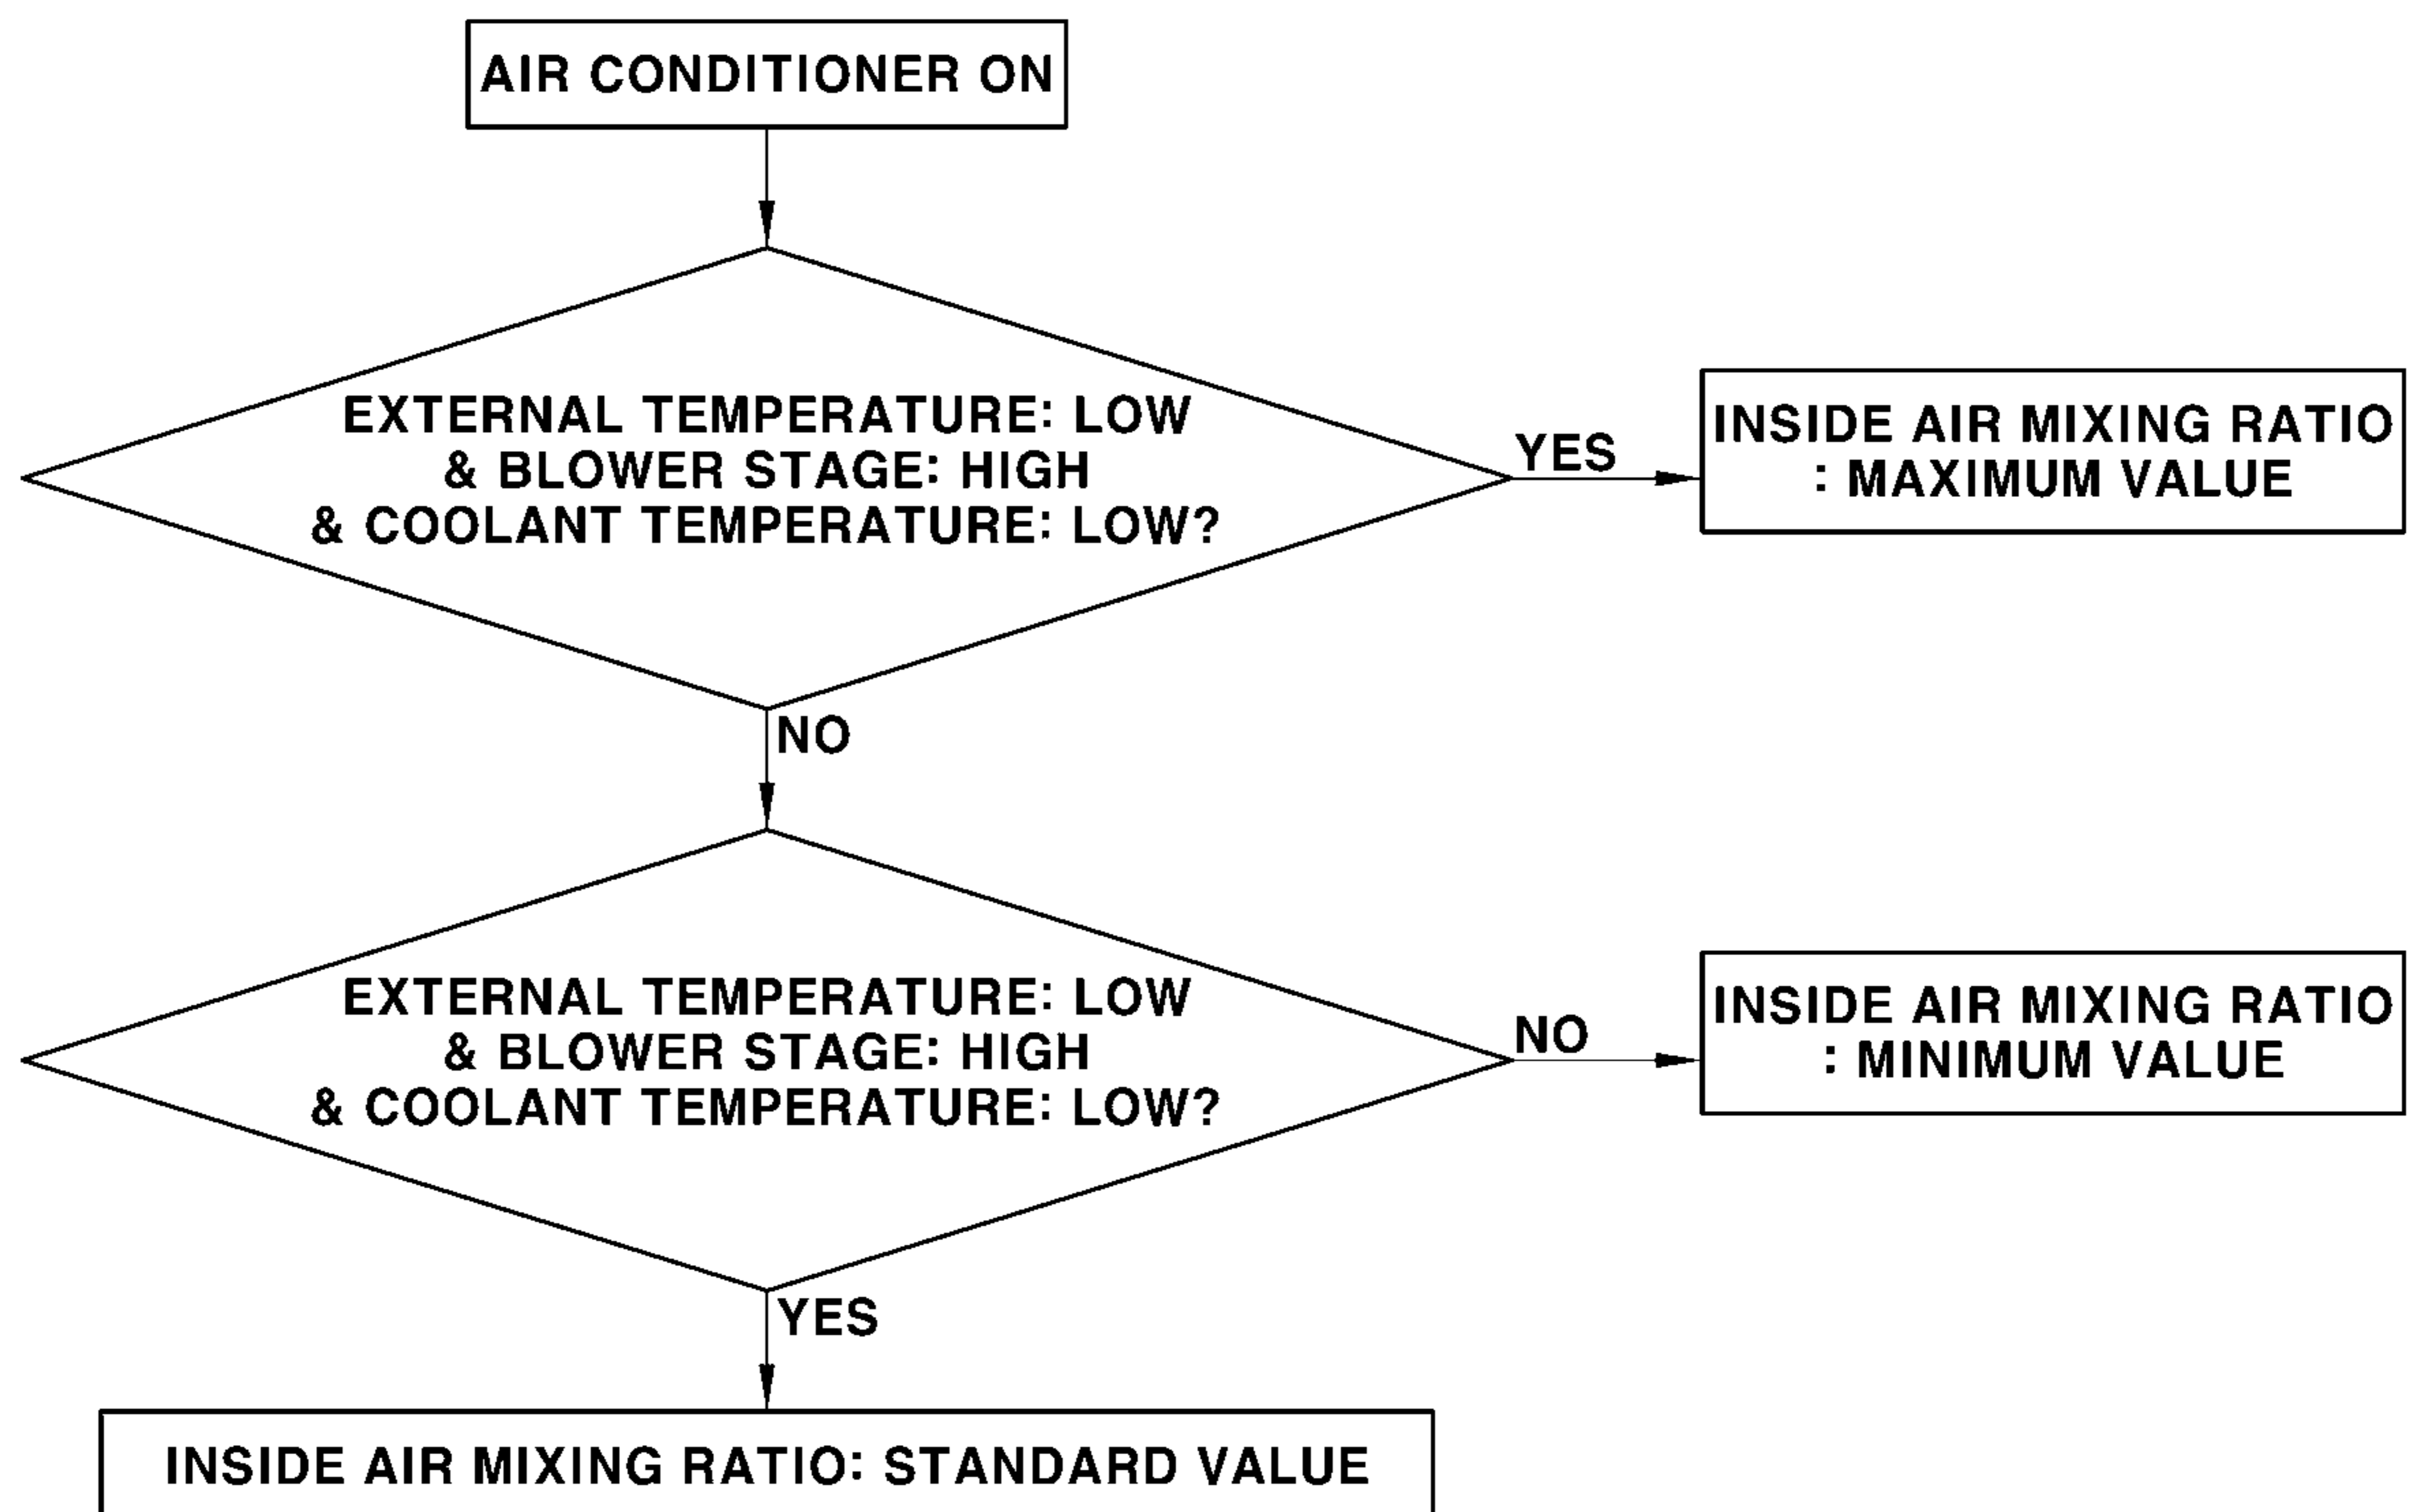 AIR CONDITIONER ON
EXTERNAL TEMPERATURE: LOW
& BLOWER STAGE: HIGH
& COOLANT TEMPERATURE: LOW?
YES
INSIDE AIR MIXING RATIO
: MAXIMUM VALUE
NO
EXTERNAL TEMPERATURE: LOW
& BLOWER STAGE: HIGH
& COOLANT TEMPERATURE: LOW?
NO
INSIDE AIR MIXING RATIO
: MINIMUM VALUE
YES
INSIDE AIR MIXING RATIO: STANDARD VALUE